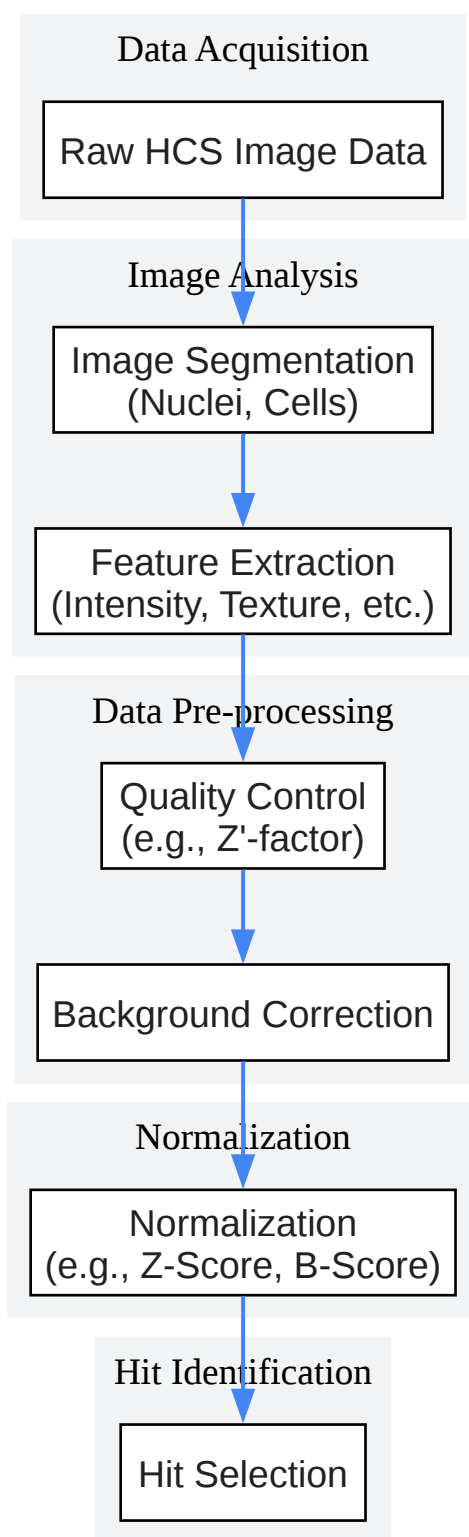 Data Acquisition
Raw HCS Image Data
Image Analysis
Image Segmentation
(Nuclei, Cells)
Feature Extraction
(Intensity, Texture, etc.)
Data Pre-processing
Quality Control
(e.g., Z'-factor)
Background Correction
Normalization
Normalization
(e.g., Z-Score, B-Score)
Hit Identification
Hit Selection